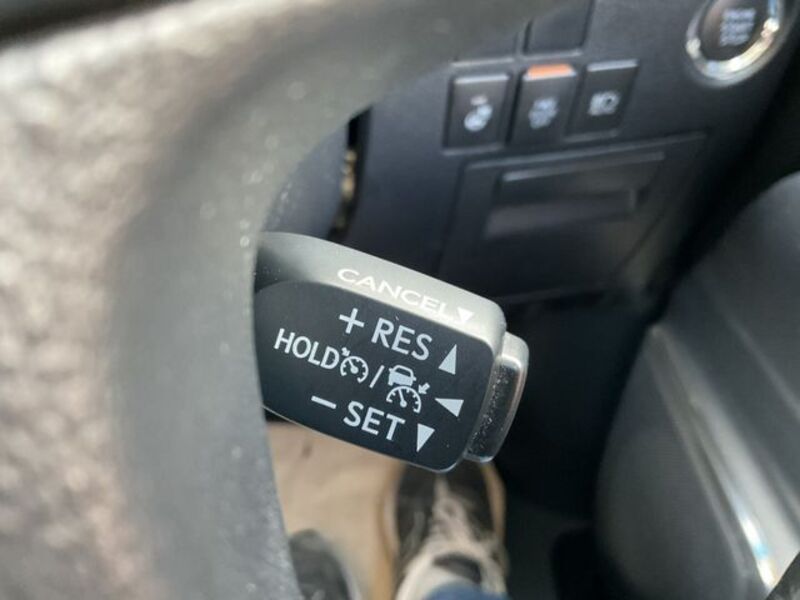 CANCEL▼
+ RES ▲
HOLD / ◀
− SET ▼